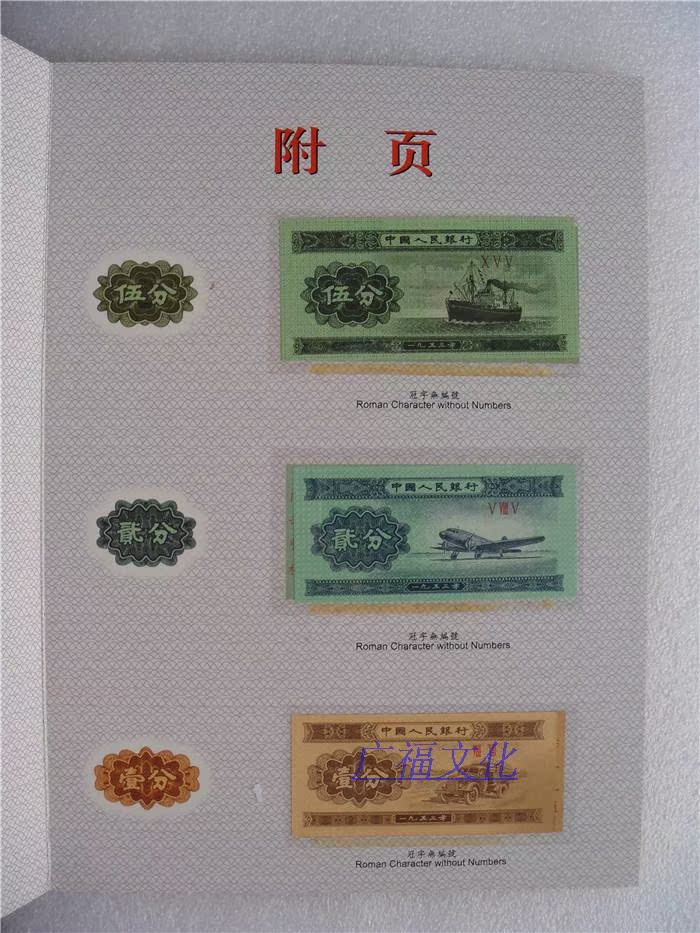 附 页
中國人民銀行
X V V
伍分
伍分
一九五三年
冠字無編號
Roman Character without Numbers
中國人民銀行
V VIII V
貳分
貳分
一九五三年
冠字無編號
Roman Character without Numbers
中國人民銀行
壹分
壹分
广福文化
一九五三年
冠字無編號
Roman Character without Numbers